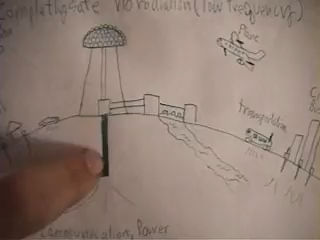 Completely safe No radiation (low frequency)
Plane
Transportation
Communication, Power